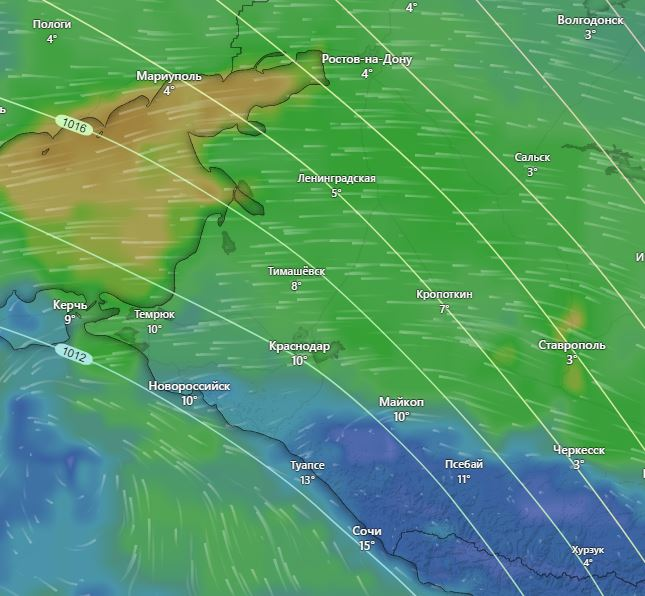 4°
Пологи
4°
Волгодонск
3°
Ростов-на-Дону
4°
Мариуполь
4°
ь
1016
Сальск
3°
Ленинградская
5°
И
Тимашёвск
8°
Кропоткин
7°
Керчь
9°
Темрюк
10°
1012
Краснодар
10°
Ставрополь
3°
Новороссийск
10°
Майкоп
10°
Черкесск
3°
Туапсе
13°
Псебай
11°
Сочи
15°
Хурзук
4°